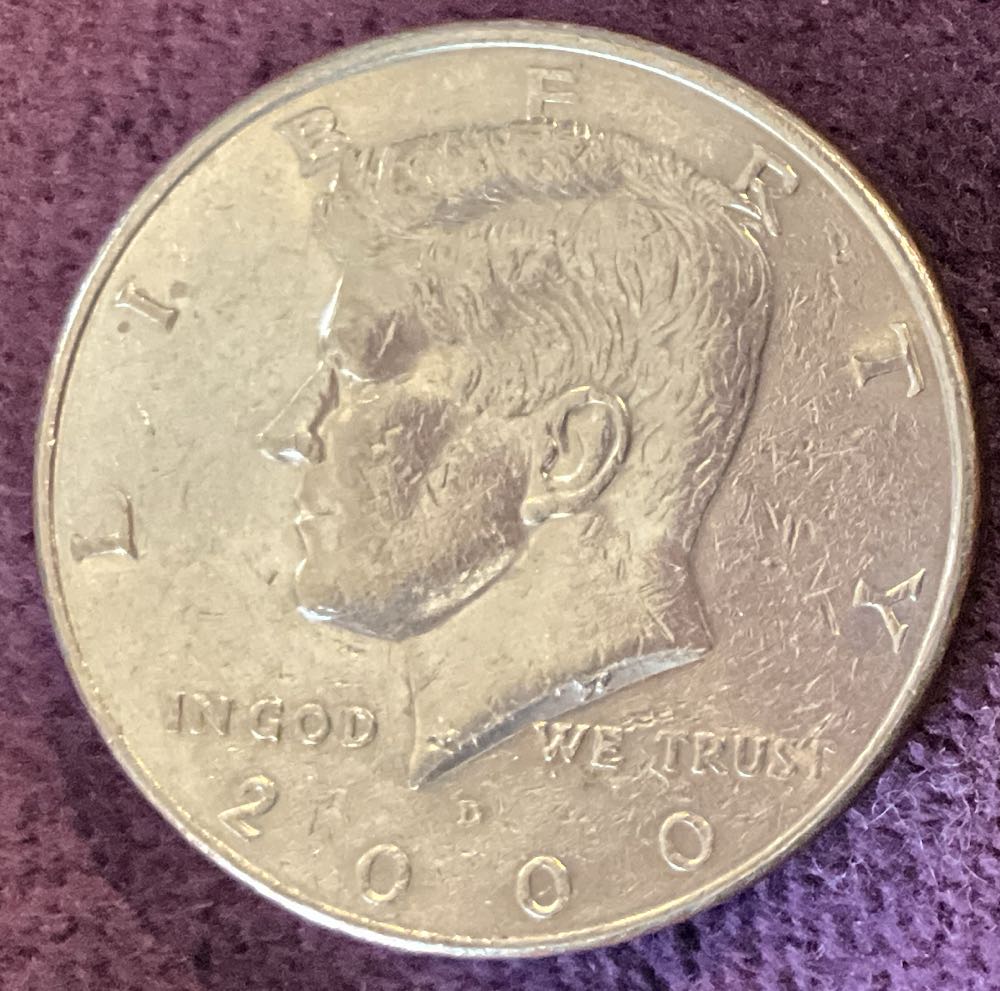 LIBERTY
IN GOD WE TRUST
D
2000